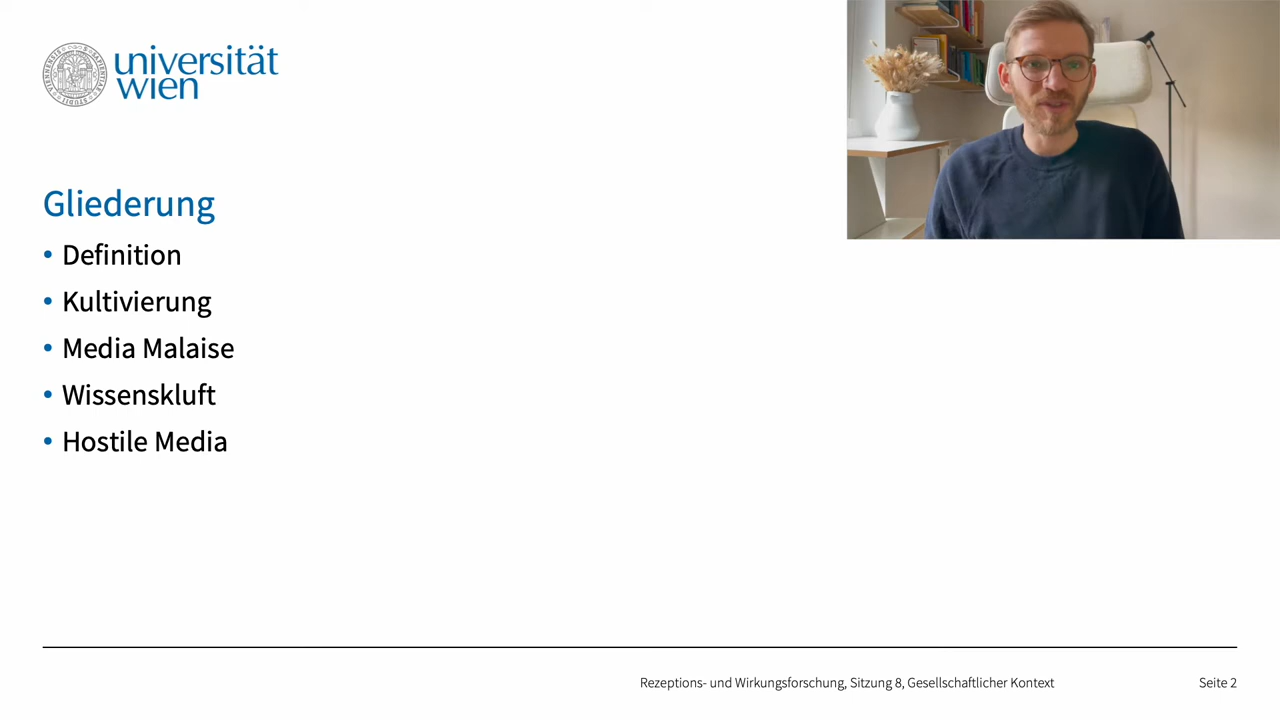 universität
wien
Gliederung
• Definition
• Kultivierung
• Media Malaise
• Wissenskluft
• Hostile Media
Rezeptions- und Wirkungsforschung, Sitzung 8, Gesellschaftlicher Kontext
Seite 2